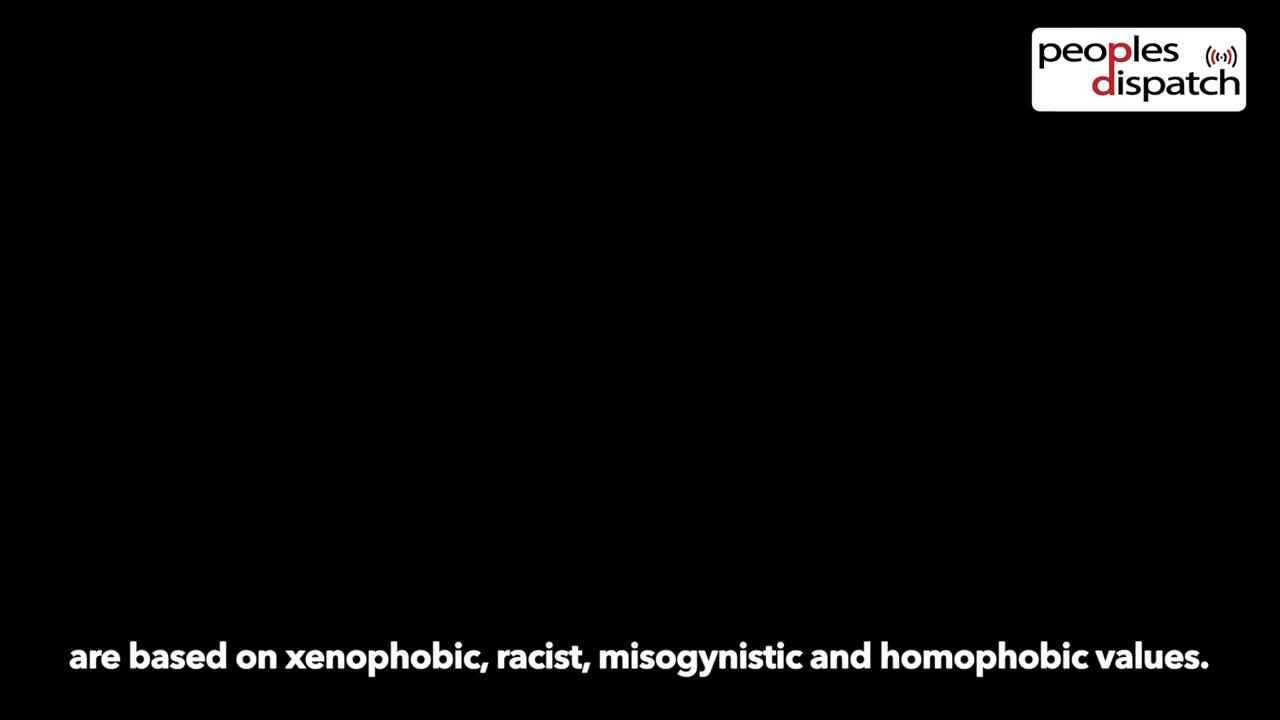 peoples
dispatch
are based on xenophobic, racist, misogynistic and homophobic values.